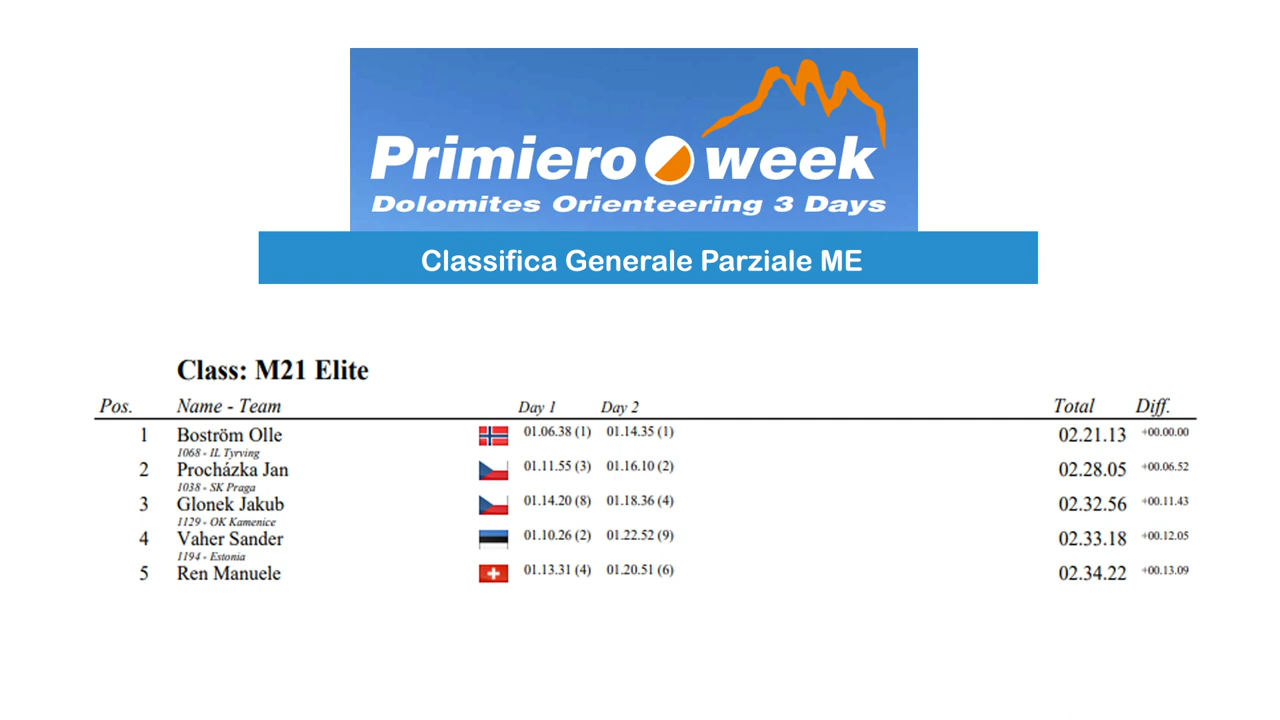 Primiero week
Dolomites Orienteering 3 Days
Classifica Generale Parziale ME
Class: M21 Elite
Pos. Name - Team Day 1 Day 2 Total Diff.
1 Boström Olle 01.06.38 (1) 01.14.35 (1) 02.21.13 +00.00.00
1068 - IL Tyrving
2 Procházka Jan 01.11.55 (3) 01.16.10 (2) 02.28.05 +00.06.52
1038 - SK Praga
3 Glonek Jakub 01.14.20 (8) 01.18.36 (4) 02.32.56 +00.11.43
1129 - OK Kamenice
4 Vaher Sander 01.10.26 (2) 01.22.52 (9) 02.33.18 +00.12.05
1194 - Estonia
5 Ren Manuele 01.13.31 (4) 01.20.51 (6) 02.34.22 +00.13.09